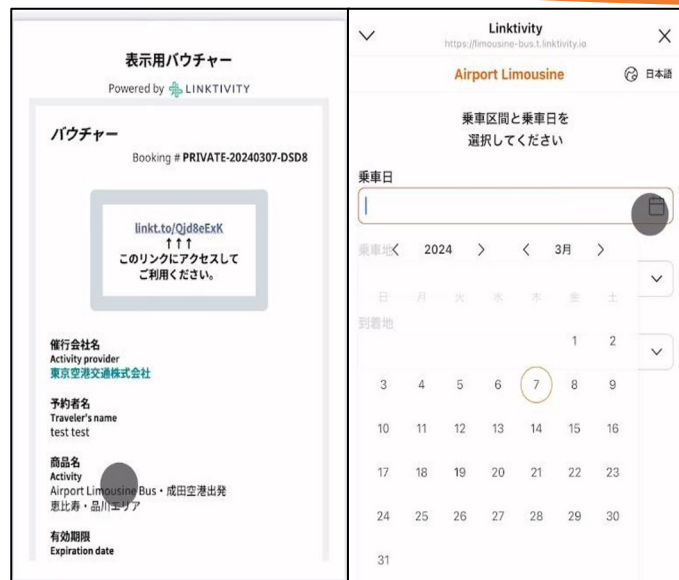 表示用バウチャー
Powered by LINKTIVITY
バウチャー
Booking # PRIVATE-20240307-DSD8
linkt.to/Qjd8eExK
↑↑↑
このリンクにアクセスして
ご利用ください。
催行会社名
Activity provider
東京空港交通株式会社
予約者名
Traveler's name
test test
商品名
Activity
Airport Limousine Bus・成田空港出発
恵比寿・品川エリア
有効期限
Expiration date
Linktivity
https://limousine-bus.t.linktivity.io
Airport Limousine 日本語
乗車区間と乗車日を
選択してください
乗車日
乗車地 < 2024 > < 3月 >
日 月 火 水 木 金 土
到着地
1 2
3 4 5 6 7 8 9
10 11 12 13 14 15 16
17 18 19 20 21 22 23
24 25 26 27 28 29 30
31